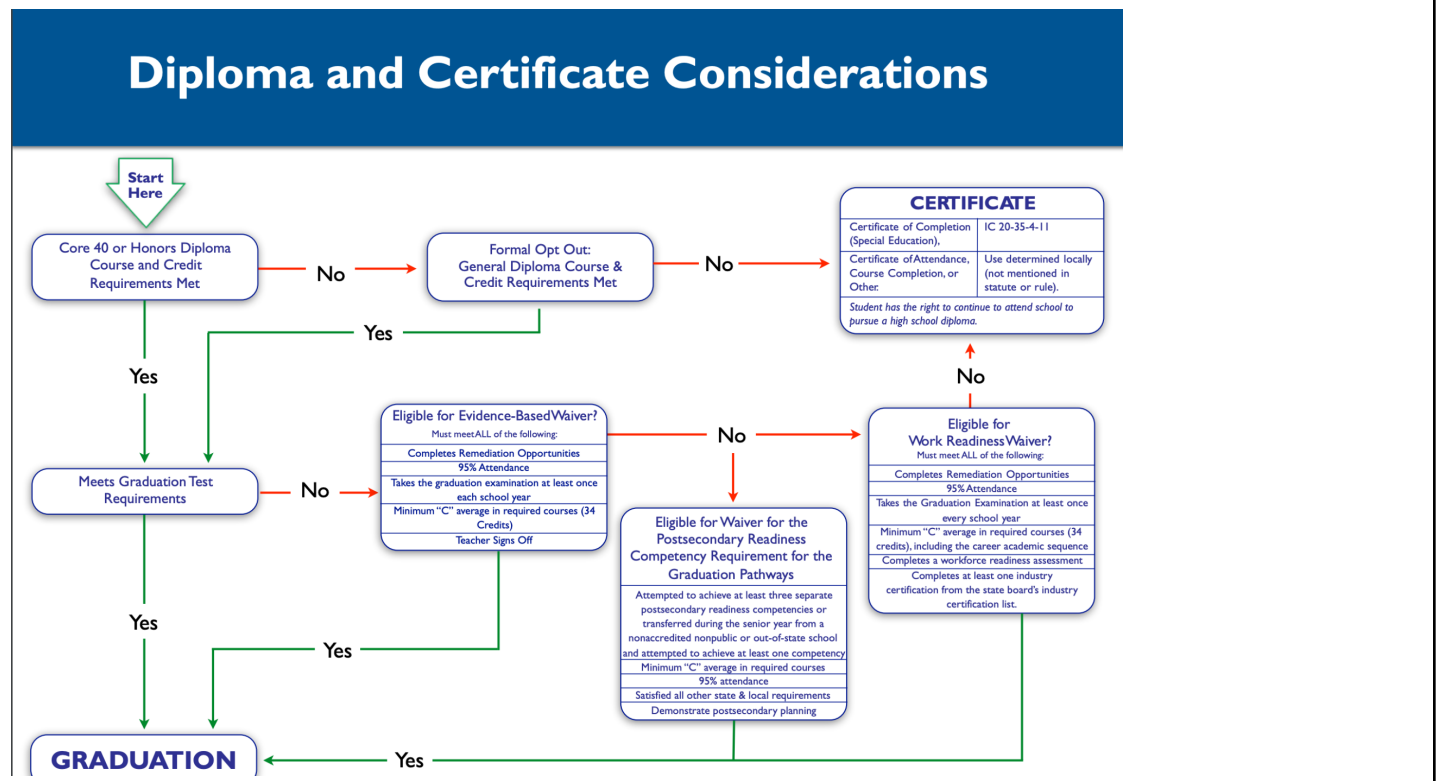 Diploma and Certificate Considerations
Start
Here
Core 40 or Honors Diploma
Course and Credit
Requirements Met
No
Formal Opt Out:
General Diploma Course &
Credit Requirements Met
No
CERTIFICATE
Certificate of Completion
(Special Education),
IC 20-35-4-11
Certificate of Attendance,
Course Completion, or
Other.
Use determined locally
(not mentioned in
statute or rule).
Student has the right to continue to attend school to
pursue a high school diploma.
Yes
Yes
No
Meets Graduation Test
Requirements
No
Eligible for Evidence-Based Waiver?
Must meet ALL of the following:
Completes Remediation Opportunities
95% Attendance
Takes the graduation examination at least once
each school year
Minimum "C" average in required courses (34
Credits)
Teacher Signs Off
No
Eligible for Waiver for the
Postsecondary Readiness
Competency Requirement for the
Graduation Pathways
Attempted to achieve at least three separate
postsecondary readiness competencies or
transferred during the senior year from a
nonaccredited nonpublic or out-of-state school
and attempted to achieve at least one competency
Minimum "C" average in required courses
95% attendance
Satisfied all other state & local requirements
Demonstrate postsecondary planning
Eligible for
Work Readiness Waiver?
Must meet ALL of the following:
Completes Remediation Opportunities
95% Attendance
Takes the Graduation Examination at least once
every school year
Minimum "C" average in required courses (34
credits), including the career academic sequence
Completes a workforce readiness assessment
Completes at least one industry
certification from the state board's industry
certification list.
Yes
Yes
GRADUATION
Yes